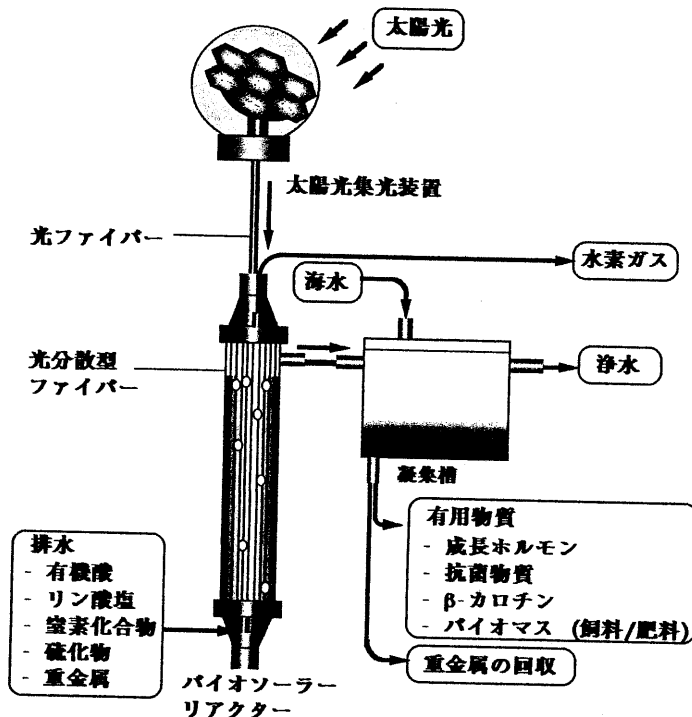 太陽光
太陽光集光装置
光ファイバー
水素ガス
海水
光分散型
ファイバー
浄水
凝集槽
有用物質
- 成長ホルモン
- 抗菌物質
- β-カロチン
- バイオマス (飼料/肥料)
重金属の回収
排水
- 有機酸
- リン酸塩
- 窒素化合物
- 硫化物
- 重金属
バイオソーラー
リアクター